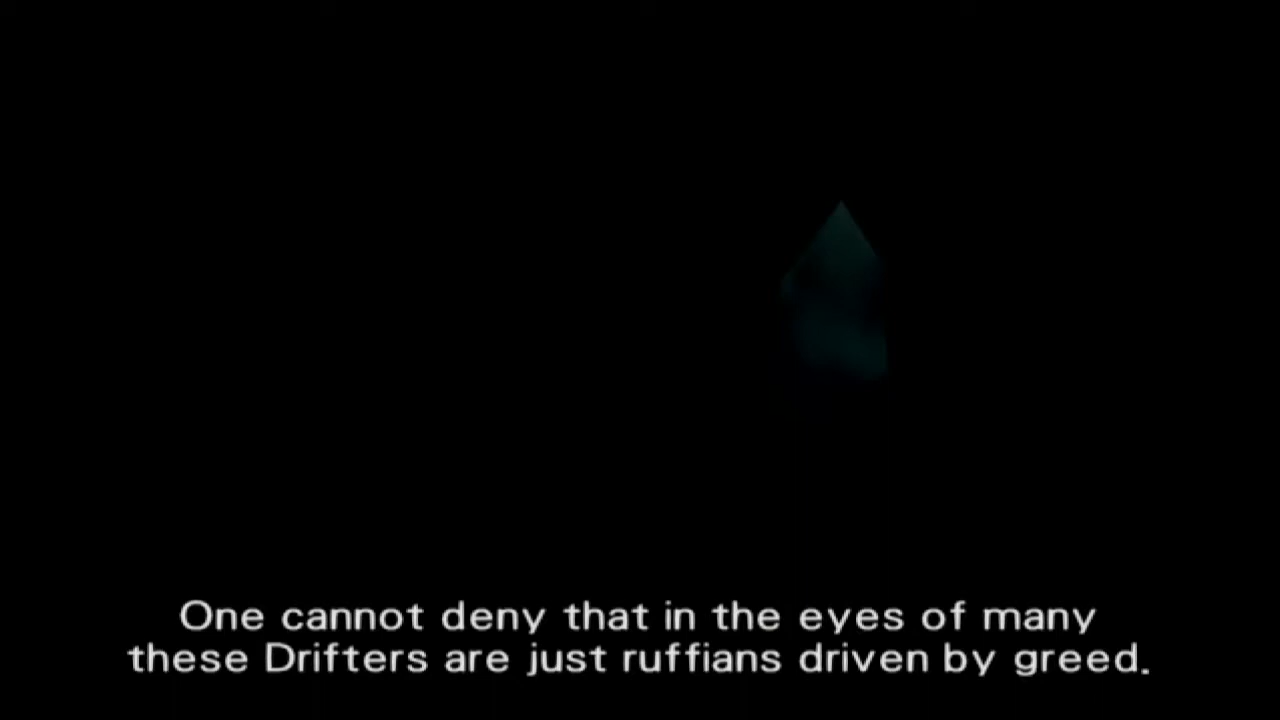 One cannot deny that in the eyes of many
these Drifters are just ruffians driven by greed.